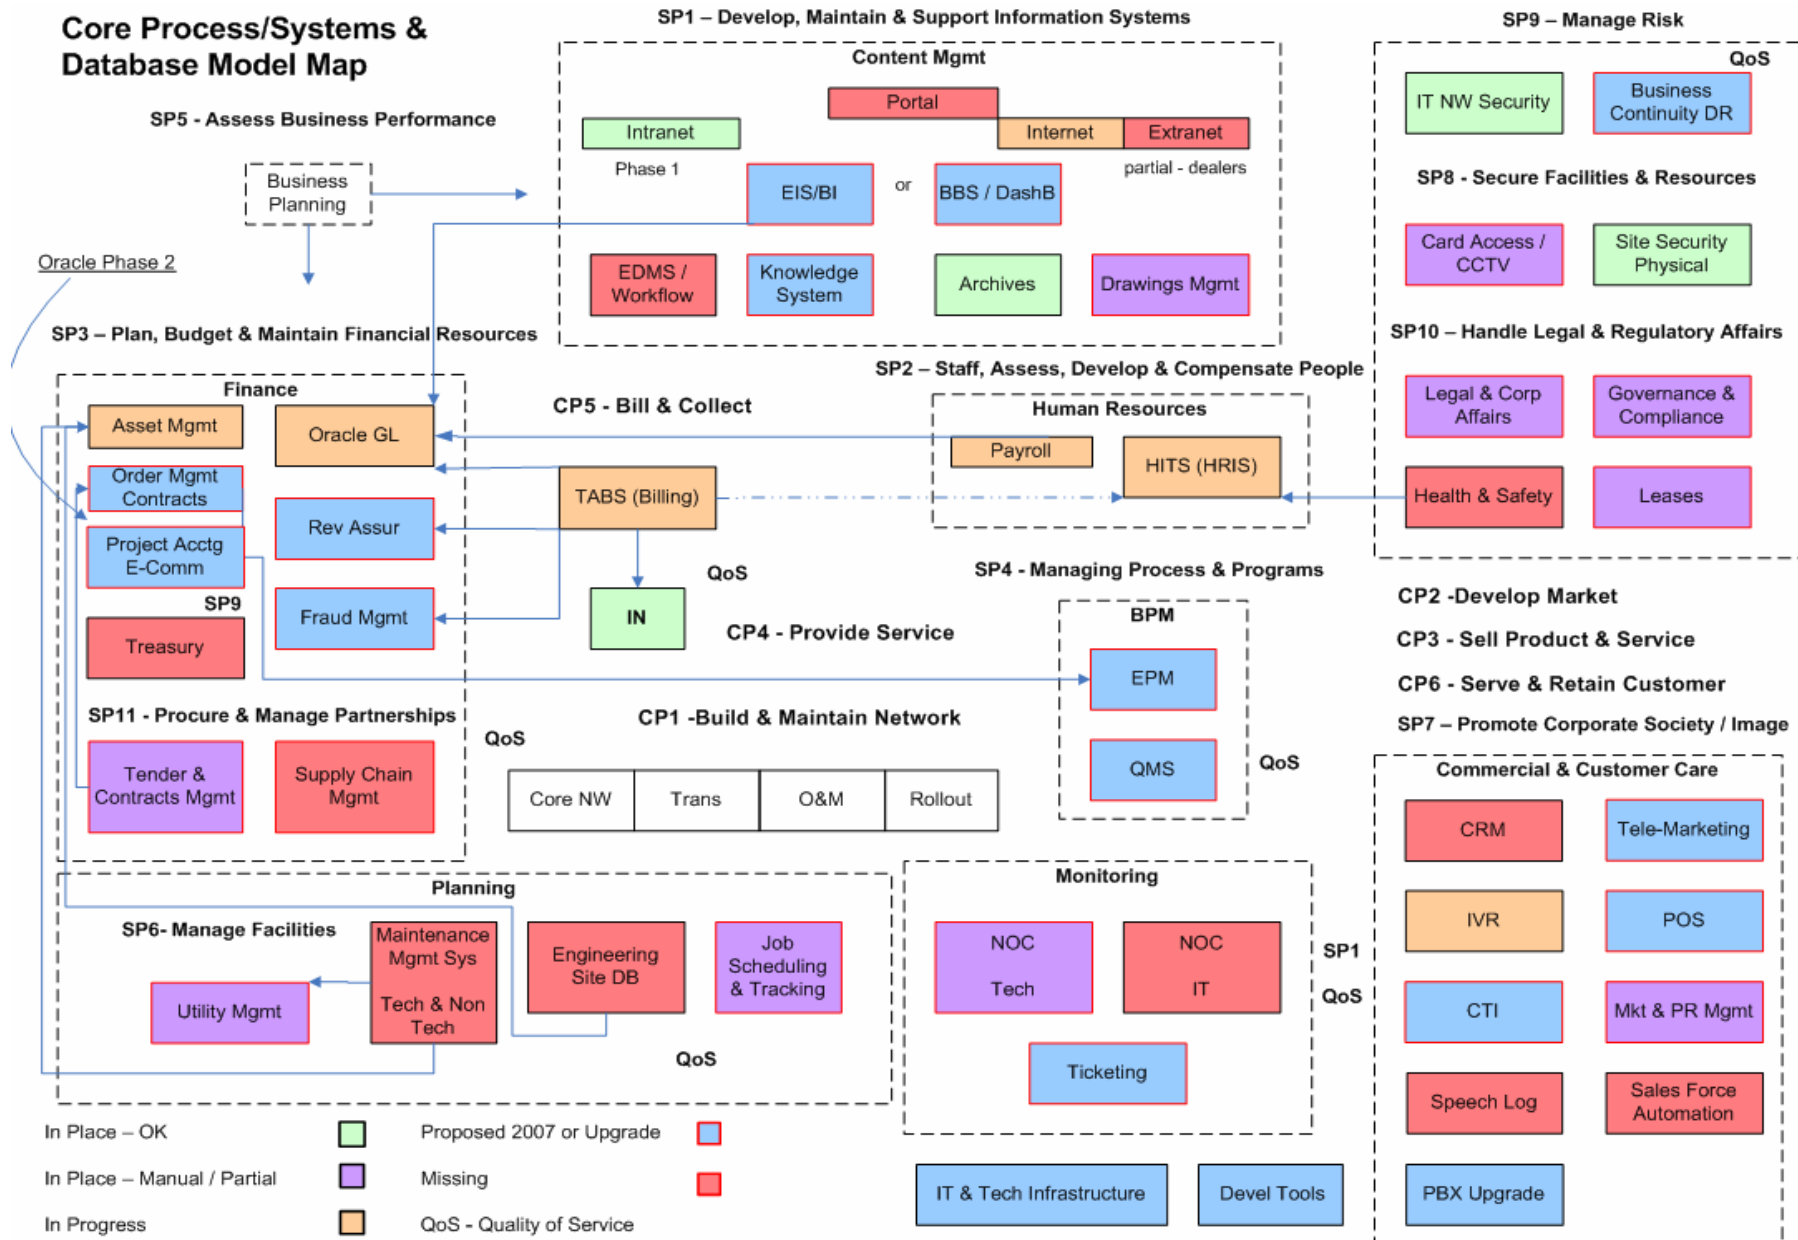 Core Process/Systems &
Database Model Map
SP1 – Develop, Maintain & Support Information Systems
Content Mgmt
Portal
Intranet
Internet
Extranet
Phase 1
partial - dealers
EIS/BI
or
BBS / DashB
EDMS /
Workflow
Knowledge
System
Archives
Drawings Mgmt
SP9 – Manage Risk
QoS
IT NW Security
Business
Continuity DR
SP8 - Secure Facilities & Resources
Card Access /
CCTV
Site Security
Physical
SP10 – Handle Legal & Regulatory Affairs
Legal & Corp
Affairs
Governance &
Compliance
Health & Safety
Leases
SP5 - Assess Business Performance
Business
Planning
Oracle Phase 2
SP3 – Plan, Budget & Maintain Financial Resources
Finance
Asset Mgmt
Oracle GL
Order Mgmt
Contracts
Project Acctg
E-Comm
Rev Assur
SP9
Fraud Mgmt
Treasury
SP11 - Procure & Manage Partnerships
Tender &
Contracts Mgmt
Supply Chain
Mgmt
CP5 - Bill & Collect
TABS (Billing)
QoS
IN
SP2 – Staff, Assess, Develop & Compensate People
Human Resources
Payroll
HITS (HRIS)
CP4 - Provide Service
SP4 - Managing Process & Programs
BPM
EPM
QMS
QoS
CP1 -Build & Maintain Network
QoS
Core NW
Trans
O&M
Rollout
CP2 -Develop Market
CP3 - Sell Product & Service
CP6 - Serve & Retain Customer
SP7 – Promote Corporate Society / Image
Commercial & Customer Care
CRM
Tele-Marketing
IVR
POS
CTI
Mkt & PR Mgmt
Speech Log
Sales Force
Automation
PBX Upgrade
Planning
SP6- Manage Facilities
Utility Mgmt
Maintenance
Mgmt Sys
Tech & Non
Tech
Engineering
Site DB
Job
Scheduling
& Tracking
QoS
Monitoring
NOC
Tech
NOC
IT
Ticketing
SP1
QoS
IT & Tech Infrastructure
Devel Tools
In Place – OK
Proposed 2007 or Upgrade
In Place – Manual / Partial
Missing
In Progress
QoS - Quality of Service